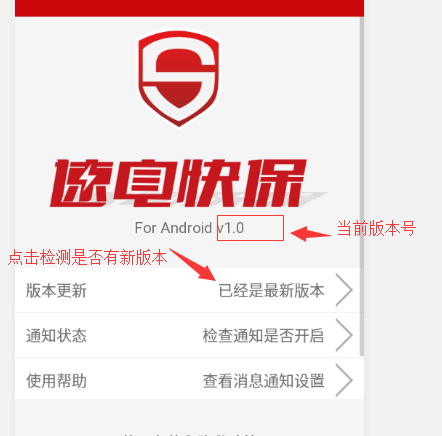 速电快保
For Android v1.0
当前版本号
点击检测是否有新版本
版本更新 已经是最新版本
通知状态 检查通知是否开启
使用帮助 查看消息通知设置